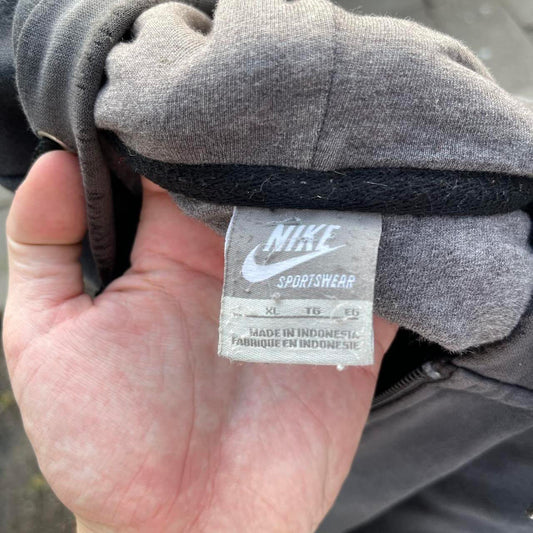 NIKE
SPORTSWEAR
XL TG EG
MADE IN INDONESIA
FABRIQUE EN INDONESIE